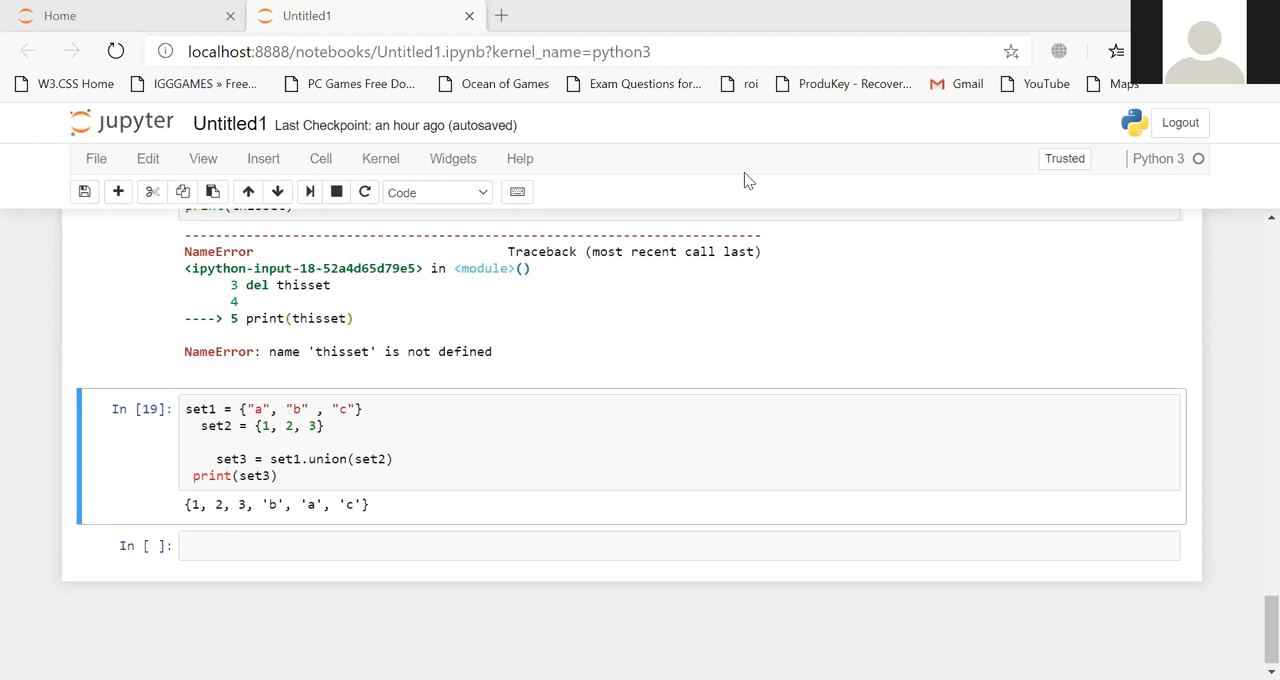 Home
Untitled1
localhost:8888/notebooks/Untitled1.ipynb?kernel_name=python3
W3.CSS Home
IGGGAMES » Free...
PC Games Free Do...
Ocean of Games
Exam Questions for...
roi
ProduKey - Recover...
Gmail
YouTube
Maps
jupyter Untitled1 Last Checkpoint: an hour ago (autosaved)
Logout
File Edit View Insert Cell Kernel Widgets Help
Trusted
Python 3
Code
print(thisset)
---------------------------------------------------------------------------
NameError Traceback (most recent call last)
<ipython-input-18-52a4d65d79e5> in <module>()
3 del thisset
4
----> 5 print(thisset)
NameError: name 'thisset' is not defined
In [19]: set1 = {"a", "b" , "c"}
set2 = {1, 2, 3}
set3 = set1.union(set2)
print(set3)
{1, 2, 3, 'b', 'a', 'c'}
In [ ]: